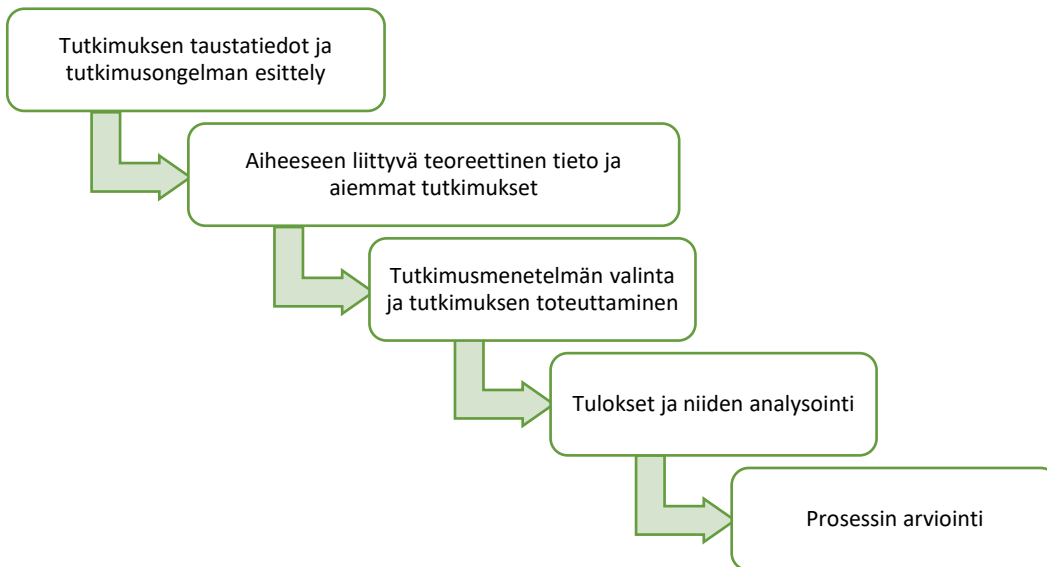 Tutkimuksen taustatiedot ja
tutkimusongelman esittely
Aiheeseen liittyvä teoreettinen tieto ja
aiemmat tutkimukset
Tutkimusmenetelmän valinta
ja tutkimuksen toteuttaminen
Tulokset ja niiden analysointi
Prosessin arviointi